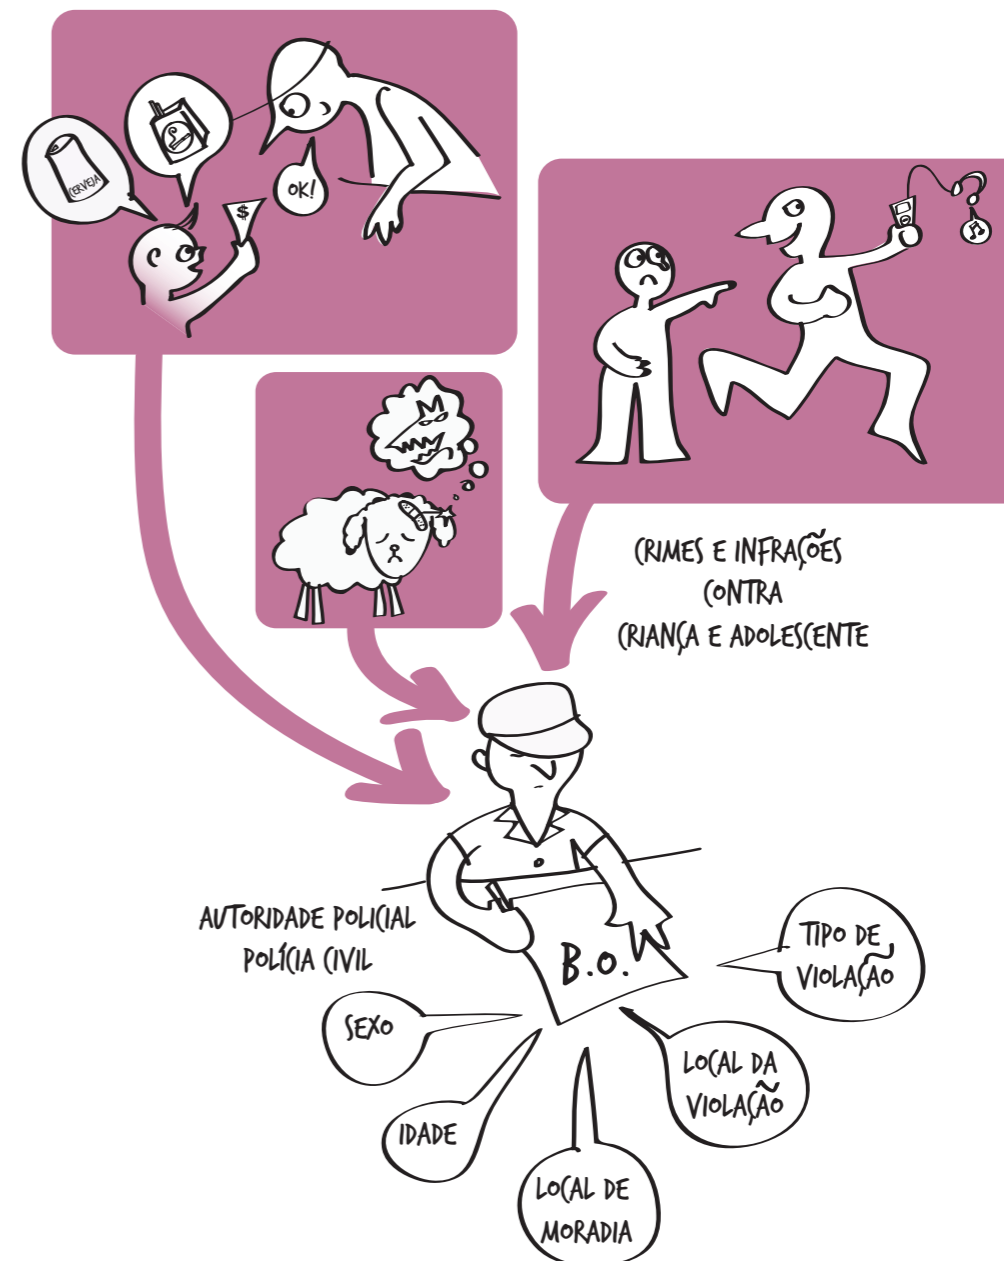 CERVEJA
$
OK!
CRIMES E INFRAÇÕES
CONTRA
CRIANÇA E ADOLESCENTE
AUTORIDADE POLICIAL
POLÍCIA CIVIL
B.O.
TIPO DE
VIOLAÇÃO
SEXO
LOCAL DA
VIOLAÇÃO
IDADE
LOCAL DE
MORADIA